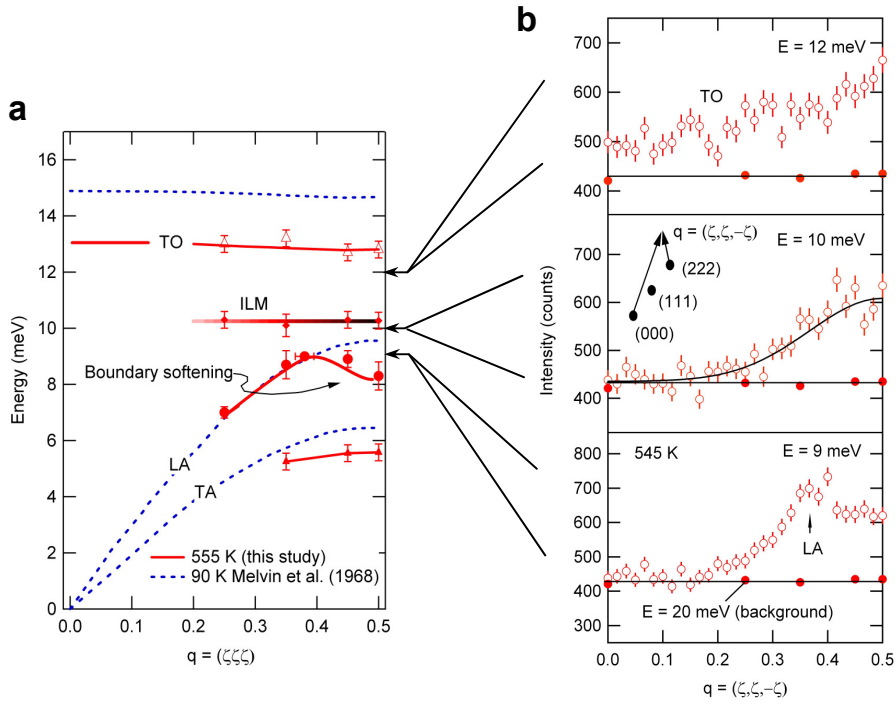 a
16
14
12
10
8
6
4
2
0
Energy (meV)
TO
ILM
Boundary softening
LA
TA
555 K (this study)
90 K Melvin et al. (1968)
0.0 0.1 0.2 0.3 0.4 0.5
q = (ζζζ)
b
700
600
500
400
E = 12 meV
TO
700
600
500
400
q = (ζ,ζ,−ζ)
E = 10 meV
(222)
(111)
(000)
Intensity (counts)
800
700
600
500
400
300
545 K
E = 9 meV
LA
E = 20 meV (background)
0.0 0.1 0.2 0.3 0.4 0.5
q = (ζ,ζ,−ζ)